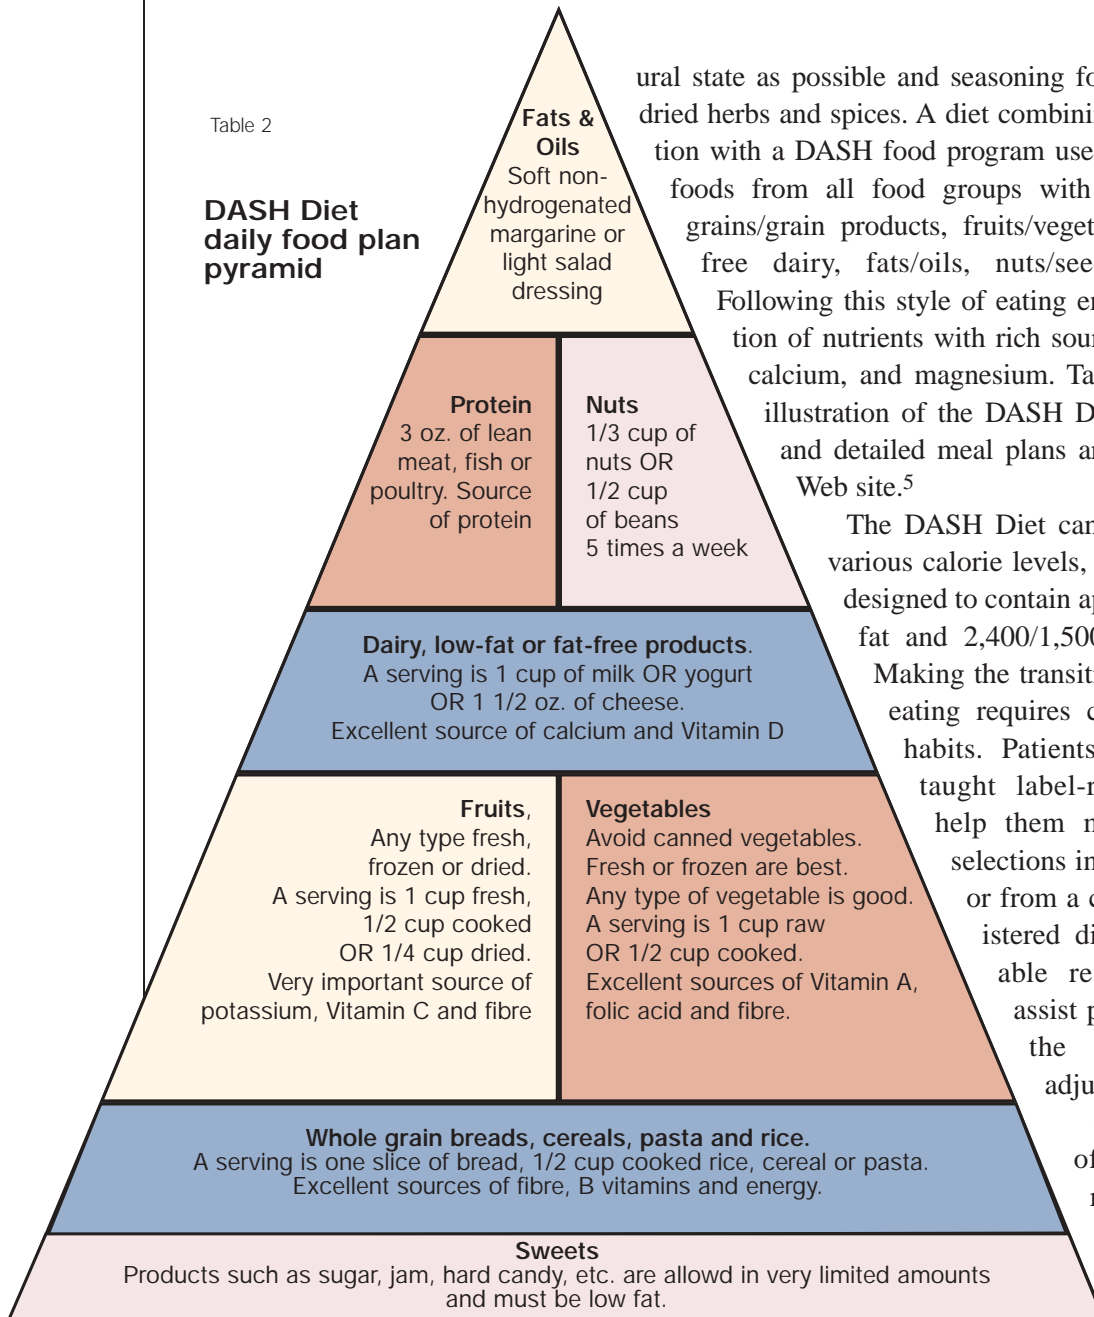 Table 2
DASH Diet
daily food plan
pyramid
Fats &
Oils
Soft non-
hydrogenated
margarine or
light salad
dressing
Protein
3 oz. of lean
meat, fish or
poultry. Source
of protein
Nuts
1/3 cup of
nuts OR
1/2 cup
of beans
5 times a week
Dairy, low-fat or fat-free products.
A serving is 1 cup of milk OR yogurt
OR 1 1/2 oz. of cheese.
Excellent source of calcium and Vitamin D
Fruits,
Any type fresh,
frozen or dried.
A serving is 1 cup fresh,
1/2 cup cooked
OR 1/4 cup dried.
Very important source of
potassium, Vitamin C and fibre
Vegetables
Avoid canned vegetables.
Fresh or frozen are best.
Any type of vegetable is good.
A serving is 1 cup raw
OR 1/2 cup cooked.
Excellent sources of Vitamin A,
folic acid and fibre.
Whole grain breads, cereals, pasta and rice.
A serving is one slice of bread, 1/2 cup cooked rice, cereal or pasta.
Excellent sources of fibre, B vitamins and energy.
Sweets
Products such as sugar, jam, hard candy, etc. are allowd in very limited amounts
and must be low fat.
ural state as possible and seasoning
dried herbs and spices. A diet
tion with a DASH food program
foods from all food groups with
grains/grain products,
free dairy, fats/oils,
Following this style of eating
tion of nutrients with rich
calcium, and magnesium.
illustration of the DASH
and detailed meal plans
Web site.5
The DASH Diet can
various calorie levels,
designed to contain
fat and
Making the
eating requires
habits. Patients
taught
help them
selections
or from a
istered
able
assist
the
of